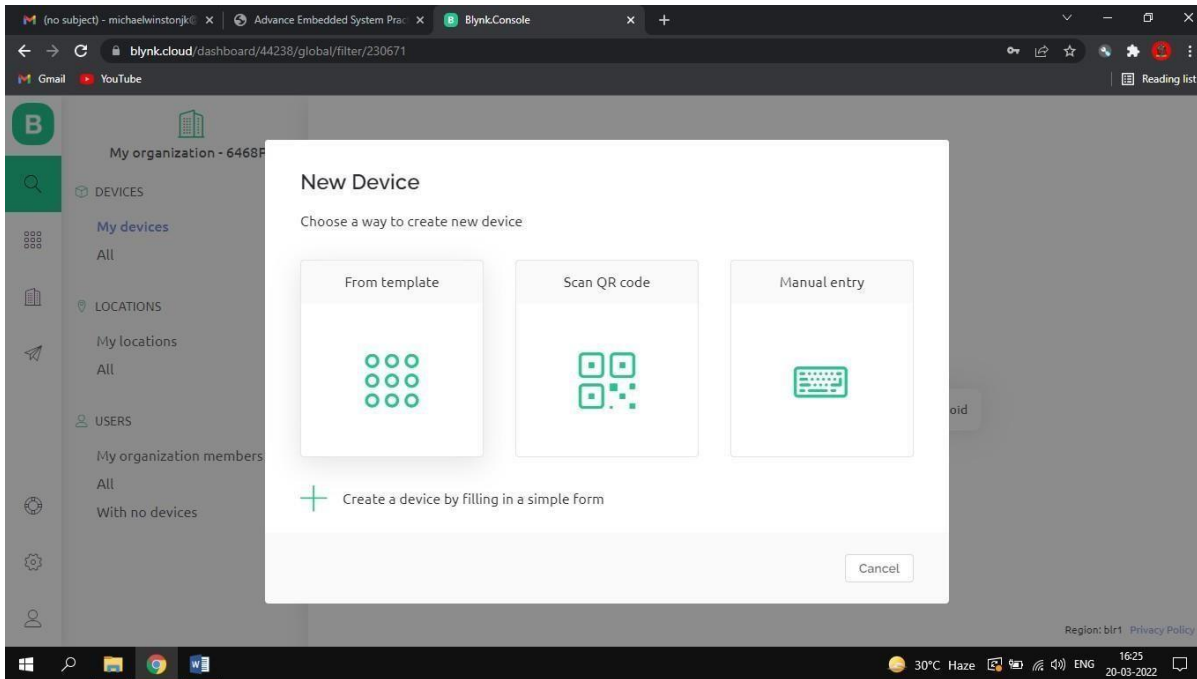 (no subject) - michaelwinstonjk@
Advance Embedded System Prac
Blynk.Console
blynk.cloud/dashboard/44238/global/filter/230671
Gmail
YouTube
Reading list
B
My organization - 6468P
DEVICES
My devices
All
LOCATIONS
My locations
All
USERS
My organization members
All
With no devices
New Device
Choose a way to create new device
From template
Scan QR code
Manual entry
Create a device by filling in a simple form
Cancel
oid
Region: blr1 Privacy Policy
30°C Haze
ENG
16:25
20-03-2022